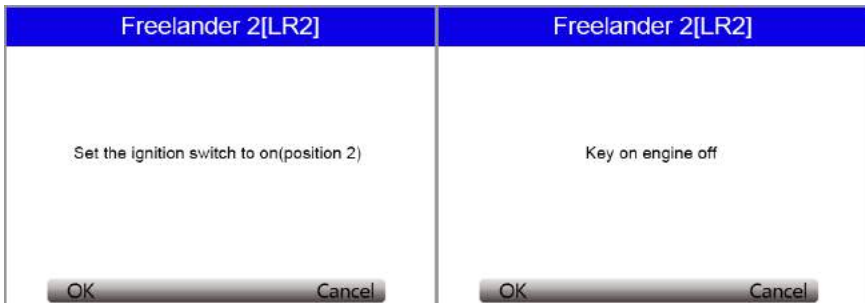 Freelander 2[LR2]
Set the ignition switch to on(position 2)
OK Cancel
Freelander 2[LR2]
Key on engine off
OK Cancel